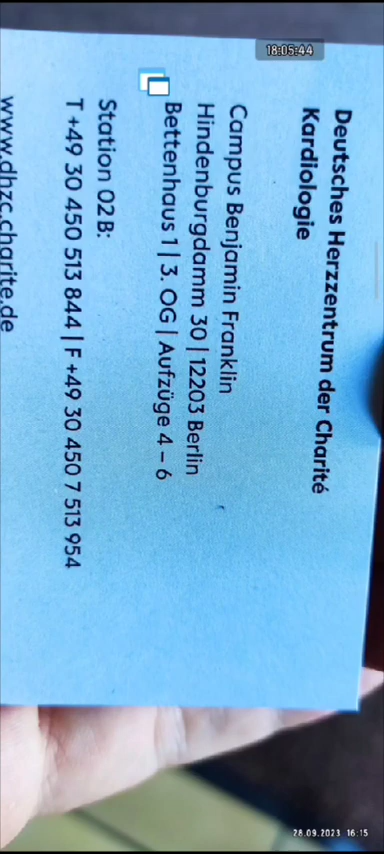 18:05:44
Deutsches Herzzentrum der Charité
Kardiologie
Campus Benjamin Franklin
Hindenburgdamm 30 | 12203 Berlin
Bettenhaus 1 | 3. OG | Aufzüge 4 – 6
Station 02B:
T +49 30 450 513 844 | F +49 30 450 7 513 954
www.dhzc.charite.de
28.09.2023 16:15